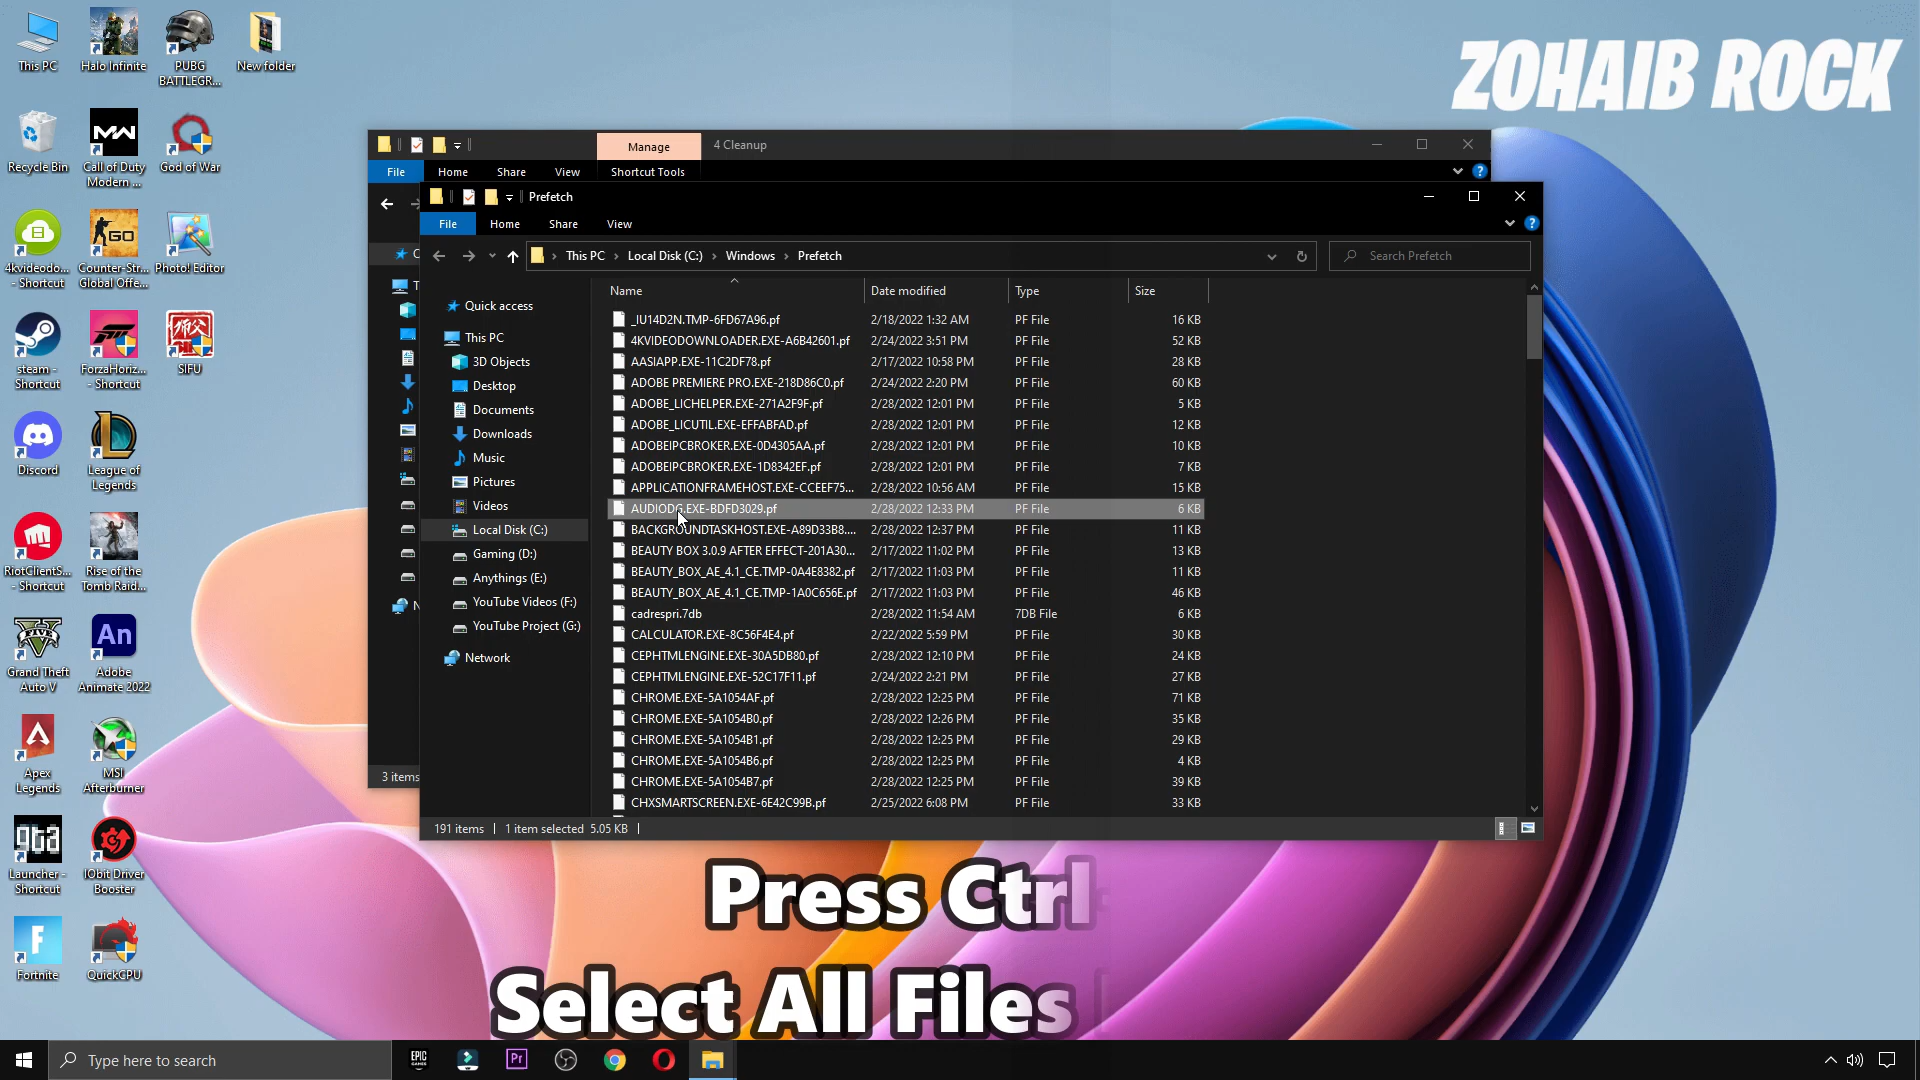 ZOHAIB ROCK
This PC
Halo Infinite
PUBG
BATTLEGR...
New folder
Recycle Bin
Call of Duty
Modern ...
God of War
4kvideodo...
- Shortcut
Counter-Str...
Global Offe...
Photo! Editor
steam -
Shortcut
ForzaHoriz...
- Shortcut
SIFU
Discord
League of
Legends
RiotClientS...
- Shortcut
Rise of the
Tomb Raid...
Grand Theft
Auto V
Adobe
Animate 2022
Apex
Legends
MSI
Afterburner
Launcher -
Shortcut
IObit Driver
Booster
Fortnite
QuickCPU
Manage
4 Cleanup
File
Home
Share
View
Shortcut Tools
3 items
Prefetch
File
Home
Share
View
This PC
Local Disk (C:)
Windows
Prefetch
Search Prefetch
Quick access
This PC
3D Objects
Desktop
Documents
Downloads
Music
Pictures
Videos
Local Disk (C:)
Gaming (D:)
Anythings (E:)
YouTube Videos (F:)
YouTube Project (G:)
Network
Name Date modified Type Size
_IU14D2N.TMP-6FD67A96.pf 2/18/2022 1:32 AM PF File 16 KB
4KVIDEODOWNLOADER.EXE-A6B42601.pf 2/24/2022 3:51 PM PF File 52 KB
AASIAPP.EXE-11C2DF78.pf 2/17/2022 10:58 PM PF File 28 KB
ADOBE PREMIERE PRO.EXE-218D86C0.pf 2/24/2022 2:20 PM PF File 60 KB
ADOBE_LICHELPER.EXE-271A2F9F.pf 2/28/2022 12:01 PM PF File 5 KB
ADOBE_LICUTIL.EXE-EFFABFAD.pf 2/28/2022 12:01 PM PF File 12 KB
ADOBEIPCBROKER.EXE-0D4305AA.pf 2/28/2022 12:01 PM PF File 10 KB
ADOBEIPCBROKER.EXE-1D8342EF.pf 2/28/2022 12:01 PM PF File 7 KB
APPLICATIONFRAMEHOST.EXE-CCEEF75... 2/28/2022 10:56 AM PF File 15 KB
AUDIODG.EXE-BDFD3029.pf 2/28/2022 12:33 PM PF File 6 KB
BACKGROUNDTASKHOST.EXE-A89D33B8.... 2/28/2022 12:37 PM PF File 11 KB
BEAUTY BOX 3.0.9 AFTER EFFECT-201A30... 2/17/2022 11:02 PM PF File 13 KB
BEAUTY_BOX_AE_4.1_CE.TMP-0A4E8382.pf 2/17/2022 11:03 PM PF File 11 KB
BEAUTY_BOX_AE_4.1_CE.TMP-1A0C656E.pf 2/17/2022 11:03 PM PF File 46 KB
cadrespri.7db 2/28/2022 11:54 AM 7DB File 6 KB
CALCULATOR.EXE-8C56F4E4.pf 2/22/2022 5:59 PM PF File 30 KB
CEPHTMLENGINE.EXE-30A5DB80.pf 2/28/2022 12:10 PM PF File 24 KB
CEPHTMLENGINE.EXE-52C17F11.pf 2/24/2022 2:21 PM PF File 27 KB
CHROME.EXE-5A1054AF.pf 2/28/2022 12:25 PM PF File 71 KB
CHROME.EXE-5A1054B0.pf 2/28/2022 12:26 PM PF File 35 KB
CHROME.EXE-5A1054B1.pf 2/28/2022 12:25 PM PF File 29 KB
CHROME.EXE-5A1054B6.pf 2/28/2022 12:25 PM PF File 4 KB
CHROME.EXE-5A1054B7.pf 2/28/2022 12:25 PM PF File 39 KB
CHXSMARTSCREEN.EXE-6E42C99B.pf 2/25/2022 6:08 PM PF File 33 KB
191 items
1 item selected 5.05 KB
Press Ctrl
Select All Files
Type here to search